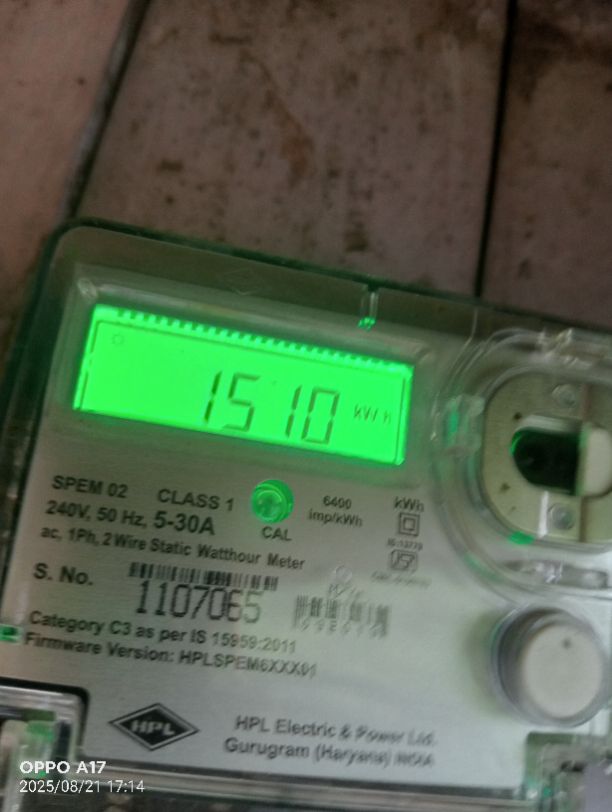 1510 kWh
SPEM 02 CLASS 1
240V, 50 Hz, 5-30A
CAL
6400
imp/kWh
kWh
ac, 1Ph, 2 Wire Static Watthour Meter
S. No.
1107065
Category C3 as per IS 15959:2011
Firmware Version: HPLSPEM6XXX01
HPL
HPL Electric & Power Ltd.
Gurugram (Haryana) INDIA
OPPO A17
2025/08/21 17:14